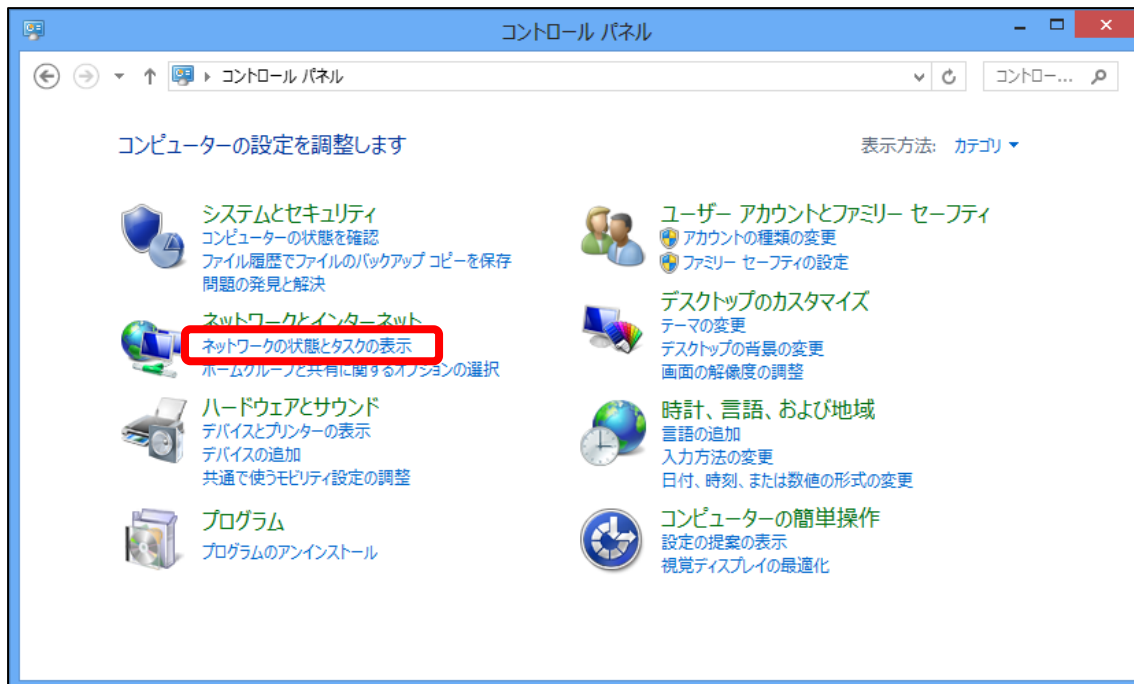 コントロール パネル
コントロール パネル
コントロー...
コンピューターの設定を調整します
表示方法: カテゴリ
システムとセキュリティ
コンピューターの状態を確認
ファイル履歴でファイルのバックアップ コピーを保存
問題の発見と解決
ネットワークとインターネット
ネットワークの状態とタスクの表示
ホームグループと共有に関するオプションの選択
ハードウェアとサウンド
デバイスとプリンターの表示
デバイスの追加
共通で使うモビリティ設定の調整
プログラム
プログラムのアンインストール
ユーザー アカウントとファミリー セーフティ
アカウントの種類の変更
ファミリー セーフティの設定
デスクトップのカスタマイズ
テーマの変更
デスクトップの背景の変更
画面の解像度の調整
時計、言語、および地域
言語の追加
入力方法の変更
日付、時刻、または数値の形式の変更
コンピューターの簡単操作
設定の提案の表示
視覚ディスプレイの最適化